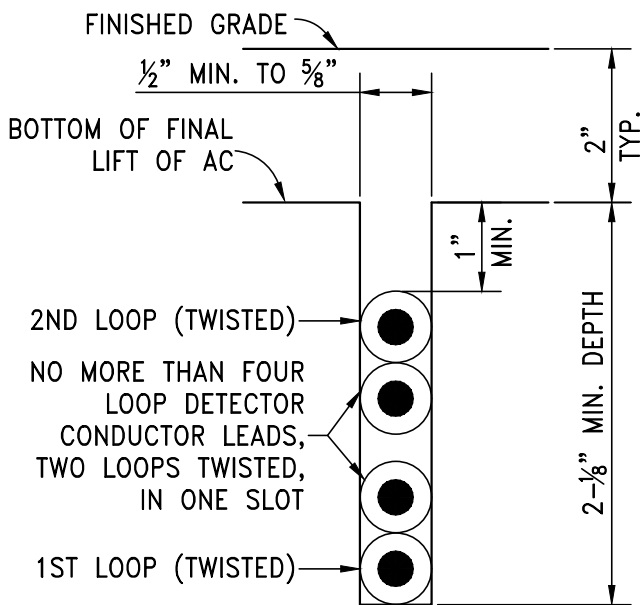 FINISHED GRADE
½” MIN. TO ⅝”
BOTTOM OF FINAL
LIFT OF AC
2”
TYP.
1”
MIN.
2ND LOOP (TWISTED)
NO MORE THAN FOUR
LOOP DETECTOR
CONDUCTOR LEADS,
TWO LOOPS TWISTED,
IN ONE SLOT
2-⅛” MIN. DEPTH
1ST LOOP (TWISTED)